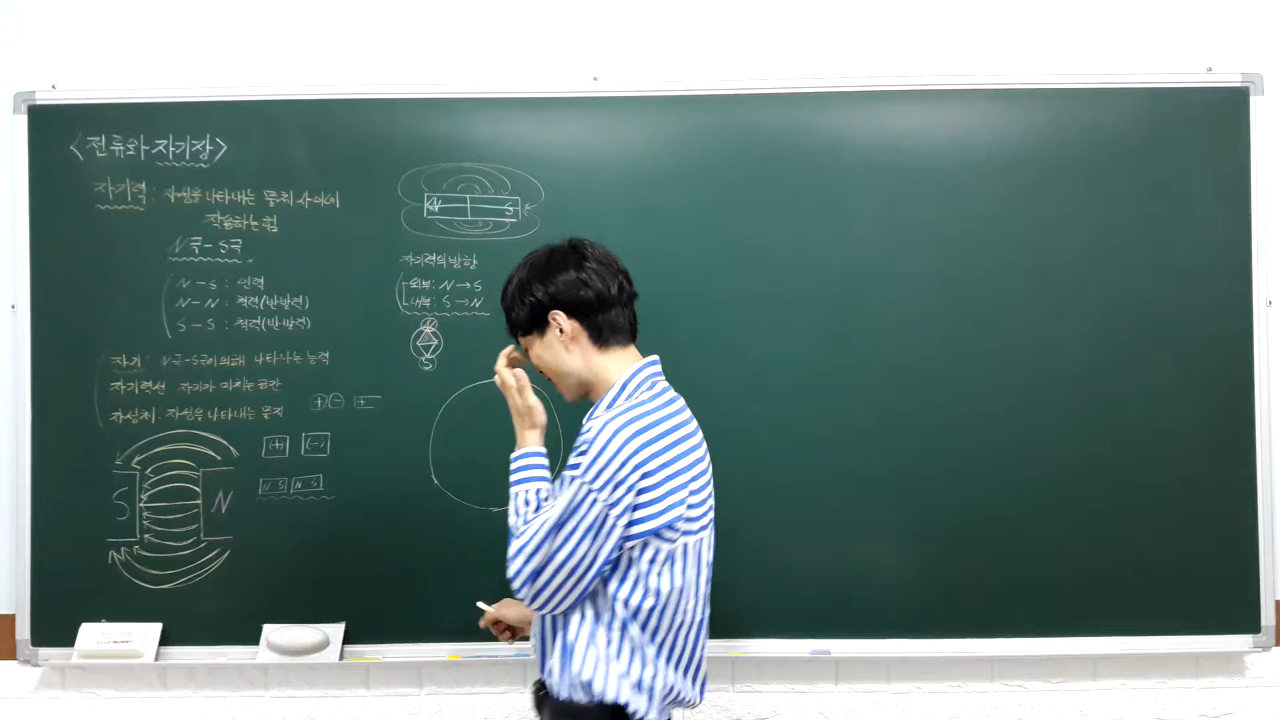 <전류와 자기장>
자기력 : 자성을 나타내는 물체 사이에
작용하는 힘
N극 - S극
N - S : 인력
N - N : 척력(반발력)
S - S : 척력(반발력)
자기 : N극-S극에 의해 나타나는 능력
자기력선 자기가 미치는 공간
자성체 : 자성을 나타내는 물질
+ - + -
(+) (-)
N S N S
S N
N S
자기력의 방향
외부 : N → S
내부 : S → N
N
S